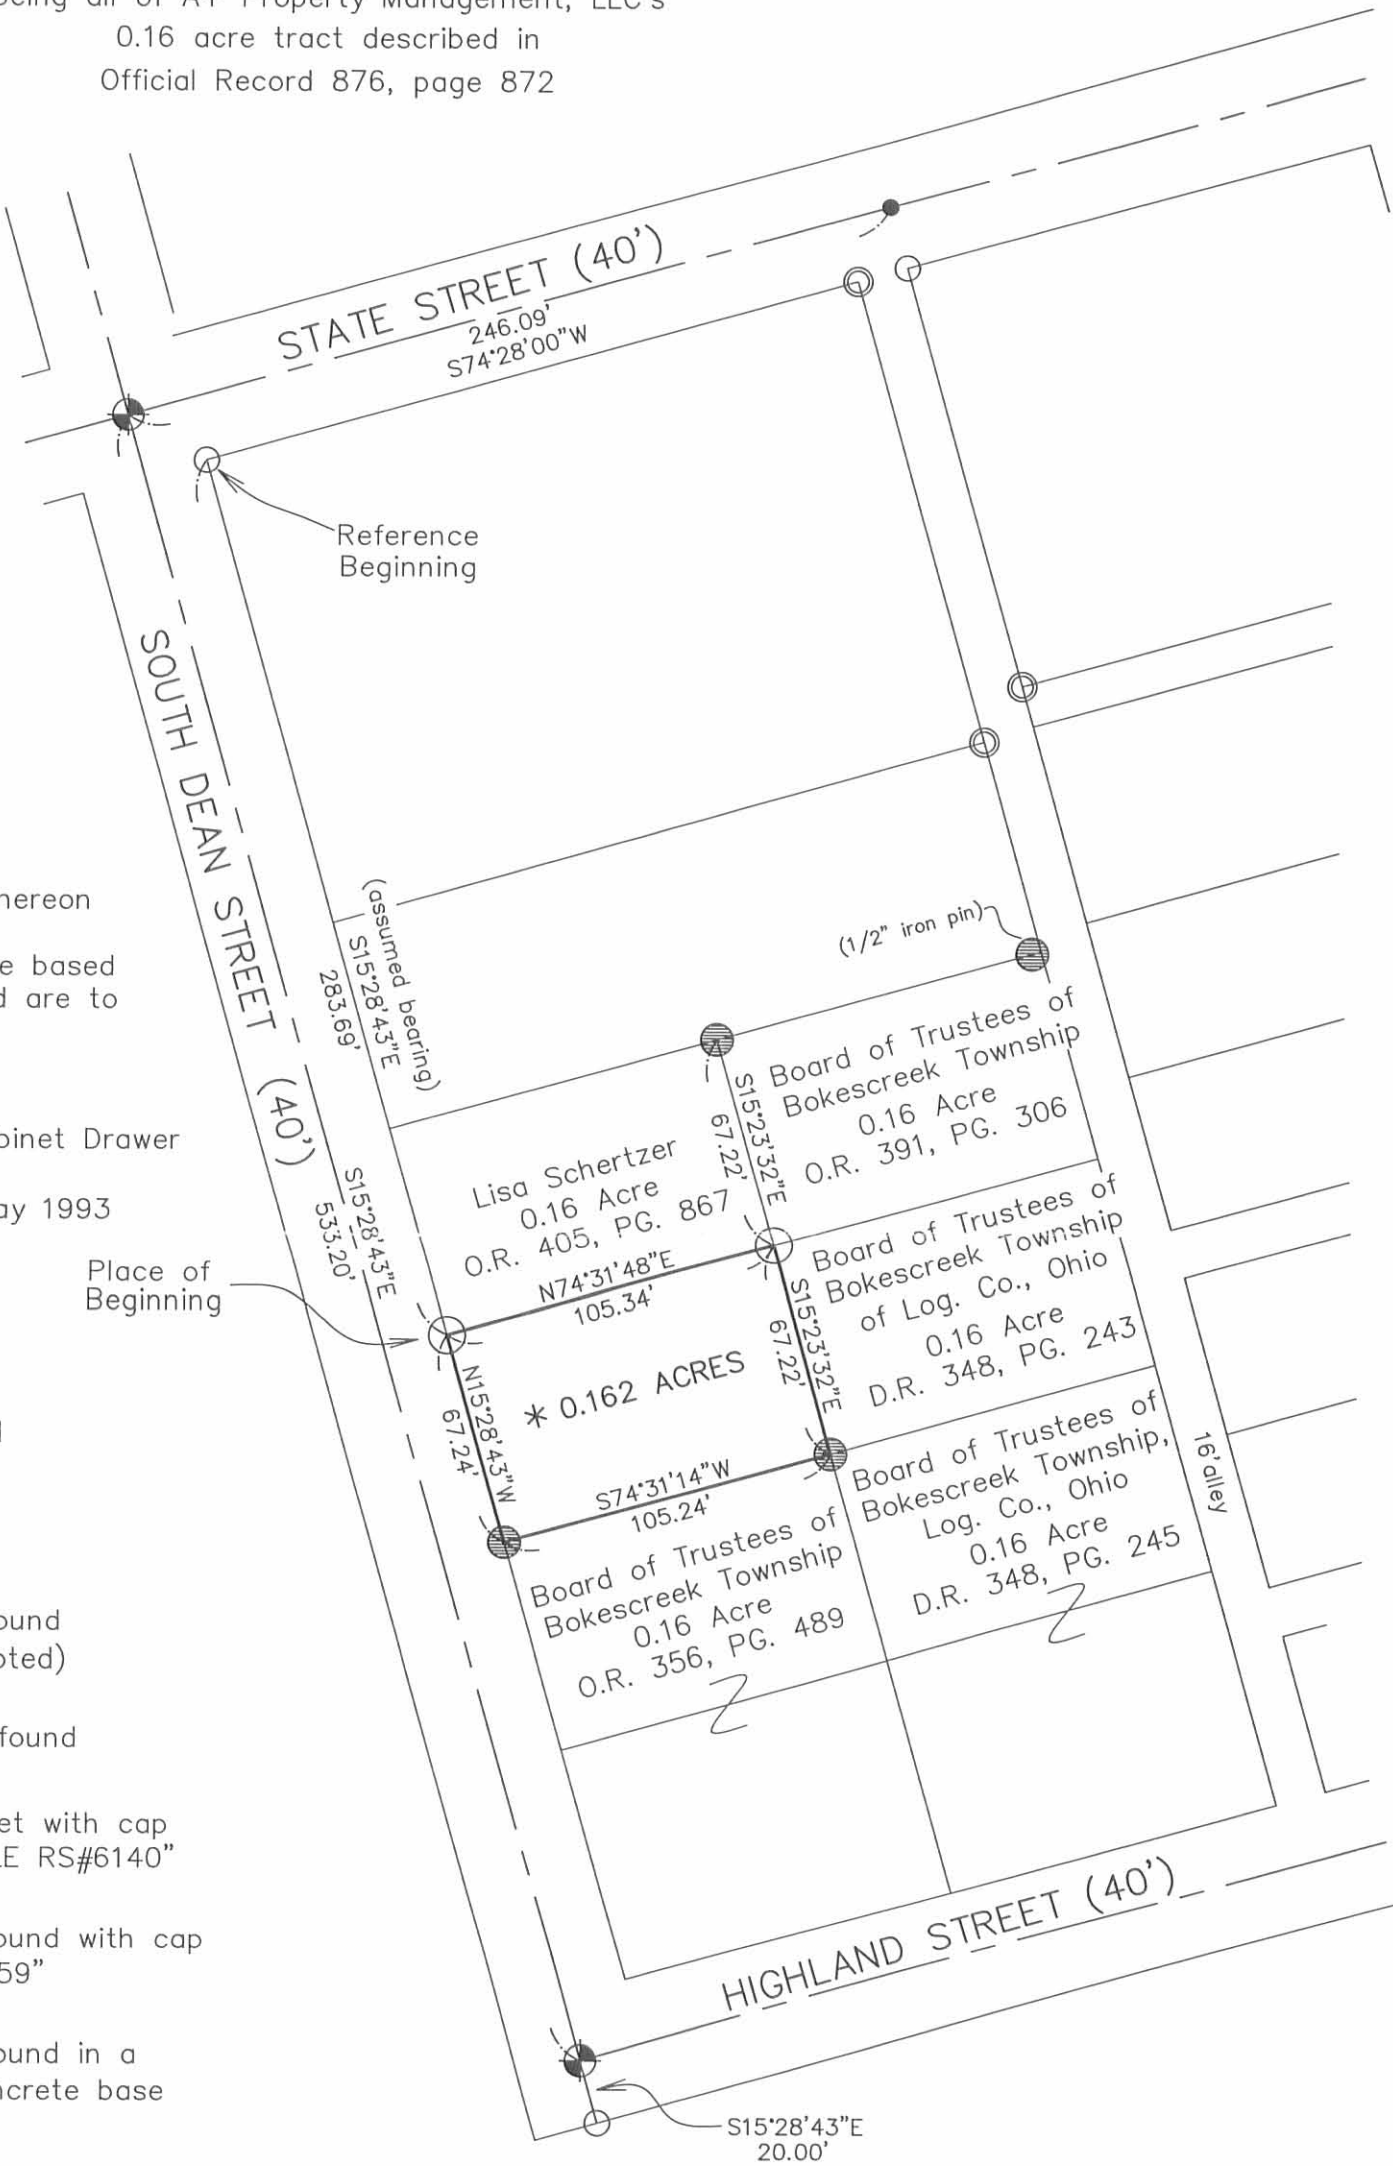 0.16 acre tract described in
Official Record 876, page 872
STATE STREET (40')
246.09'
S74°28'00"W
Reference
Beginning
SOUTH DEAN STREET (40')
hereon
e based
d are to
(assumed bearing)
S15°28'43"E
283.69'
(1/2" iron pin)
Board of Trustees of
Bokescreek Township
0.16 Acre
O.R. 391, PG. 306
S15°23'32"E
67.22'
Lisa Schertzer
0.16 Acre
O.R. 405, PG. 867
binet Drawer
ay 1993
S15°28'43"E
533.20'
Place of
Beginning
N74°31'48"E
105.34'
Board of Trustees of
Bokescreek Township
of Log. Co., Ohio
0.16 Acre
D.R. 348, PG. 243
S15°23'32"E
67.22'
* 0.162 ACRES
N15°28'43"W
67.24'
S74°31'14"W
105.24'
Board of Trustees of
Bokescreek Township,
Log. Co., Ohio
0.16 Acre
D.R. 348, PG. 245
16' alley
Board of Trustees of
Bokescreek Township
0.16 Acre
O.R. 356, PG. 489
ound
oted)
found
et with cap
LE RS#6140"
ound with cap
59"
ound in a
ncrete base
HIGHLAND STREET (40')
S15°28'43"E
20.00'